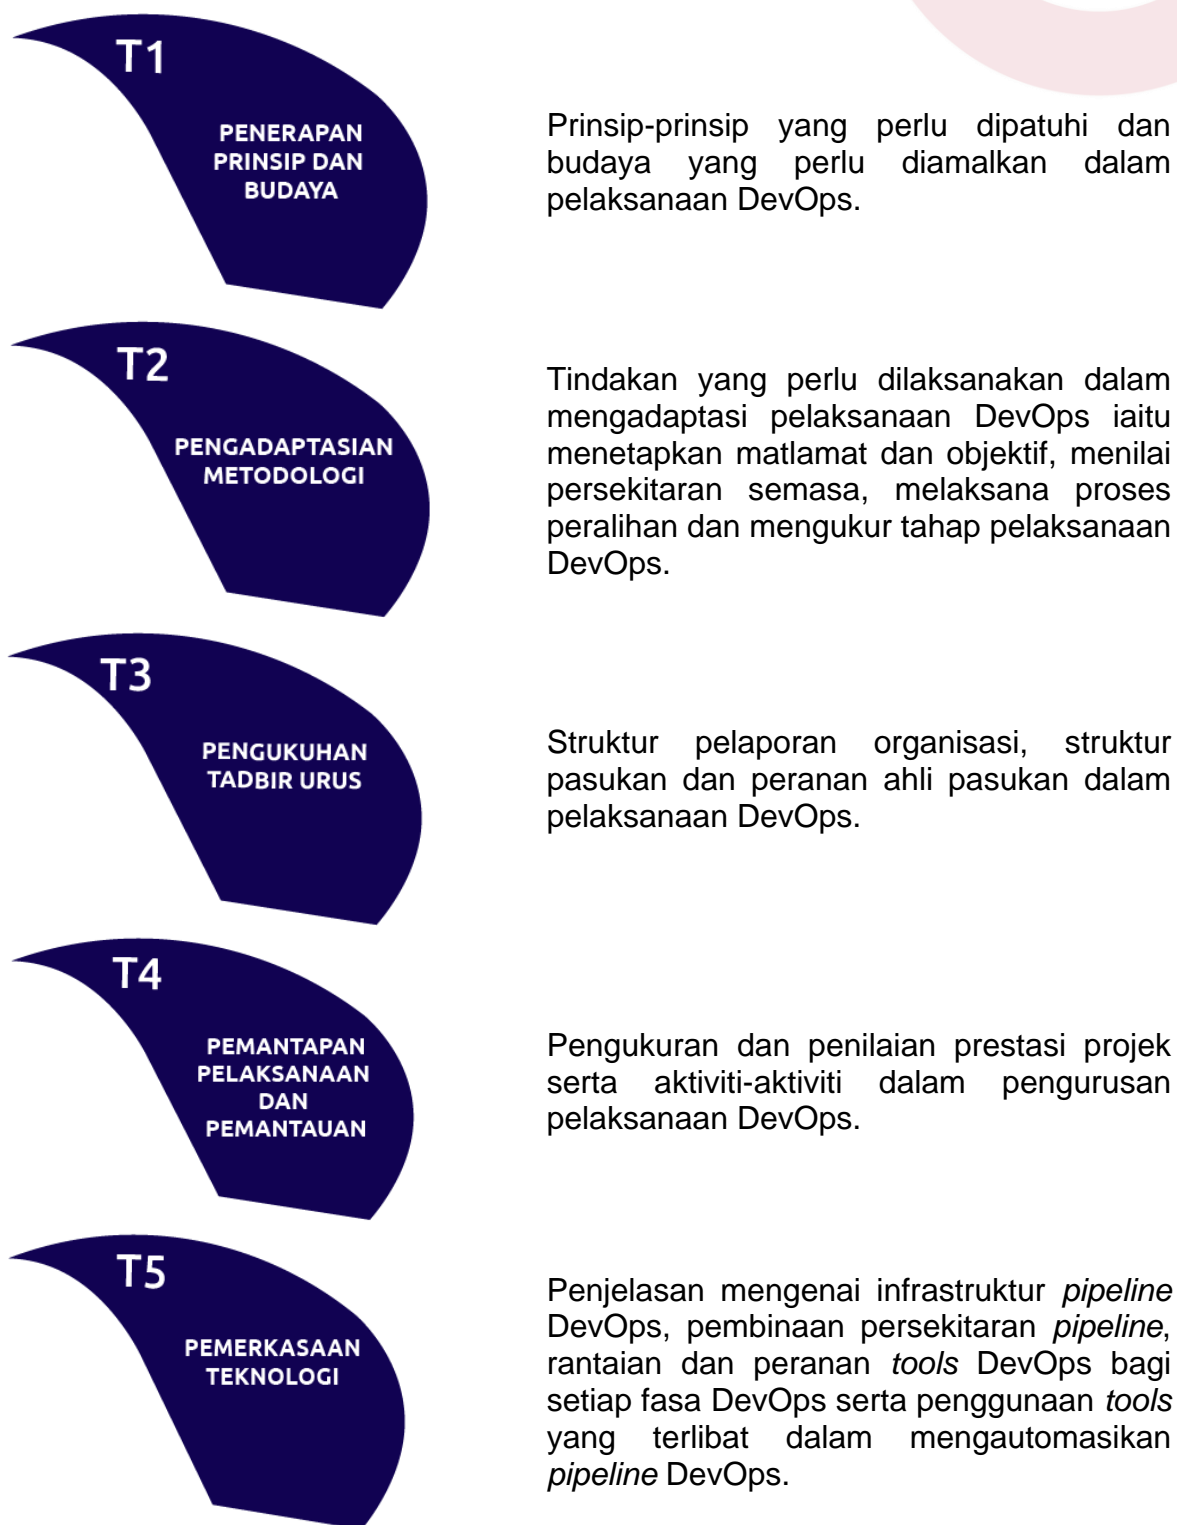 T1
PENERAPAN
PRINSIP DAN
BUDAYA
Prinsip-prinsip yang perlu dipatuhi dan
budaya yang perlu diamalkan dalam
pelaksanaan DevOps.
T2
PENGADAPTASIAN
METODOLOGI
Tindakan yang perlu dilaksanakan dalam
mengadaptasi pelaksanaan DevOps iaitu
menetapkan matlamat dan objektif, menilai
persekitaran semasa, melaksana proses
peralihan dan mengukur tahap pelaksanaan
DevOps.
T3
PENGUKUHAN
TADBIR URUS
Struktur pelaporan organisasi, struktur
pasukan dan peranan ahli pasukan dalam
pelaksanaan DevOps.
T4
PEMANTAPAN
PELAKSANAAN
DAN
PEMANTAUAN
Pengukuran dan penilaian prestasi projek
serta aktiviti-aktiviti dalam pengurusan
pelaksanaan DevOps.
T5
PEMERKASAAN
TEKNOLOGI
Penjelasan mengenai infrastruktur pipeline
DevOps, pembinaan persekitaran pipeline,
rantaian dan peranan tools DevOps bagi
setiap fasa DevOps serta penggunaan tools
yang terlibat dalam mengautomasikan
pipeline DevOps.